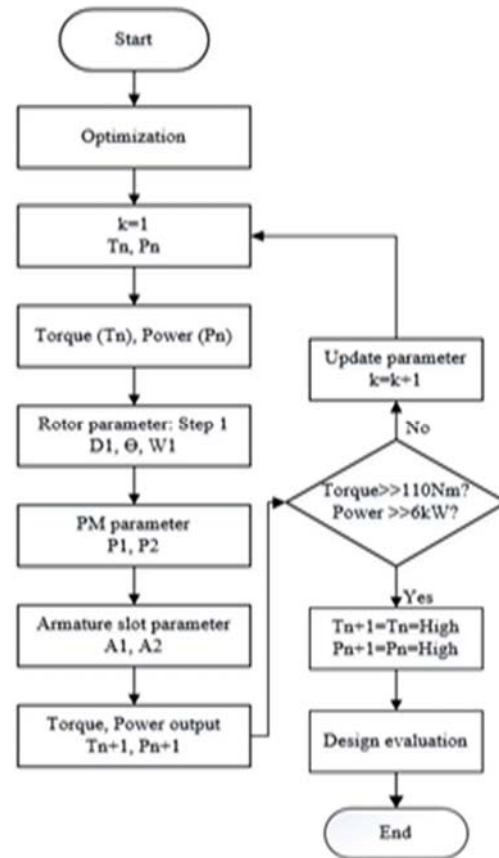 Start
Optimization
k=1
Tn, Pn
Torque (Tn), Power (Pn)
Rotor parameter: Step 1
D1, Θ, W1
PM parameter
P1, P2
Armature slot parameter
A1, A2
Torque, Power output
Tn+1, Pn+1
Update parameter
k=k+1
No
Torque>>110Nm?
Power >>6kW?
Yes
Tn+1=Tn=High
Pn+1=Pn=High
Design evaluation
End